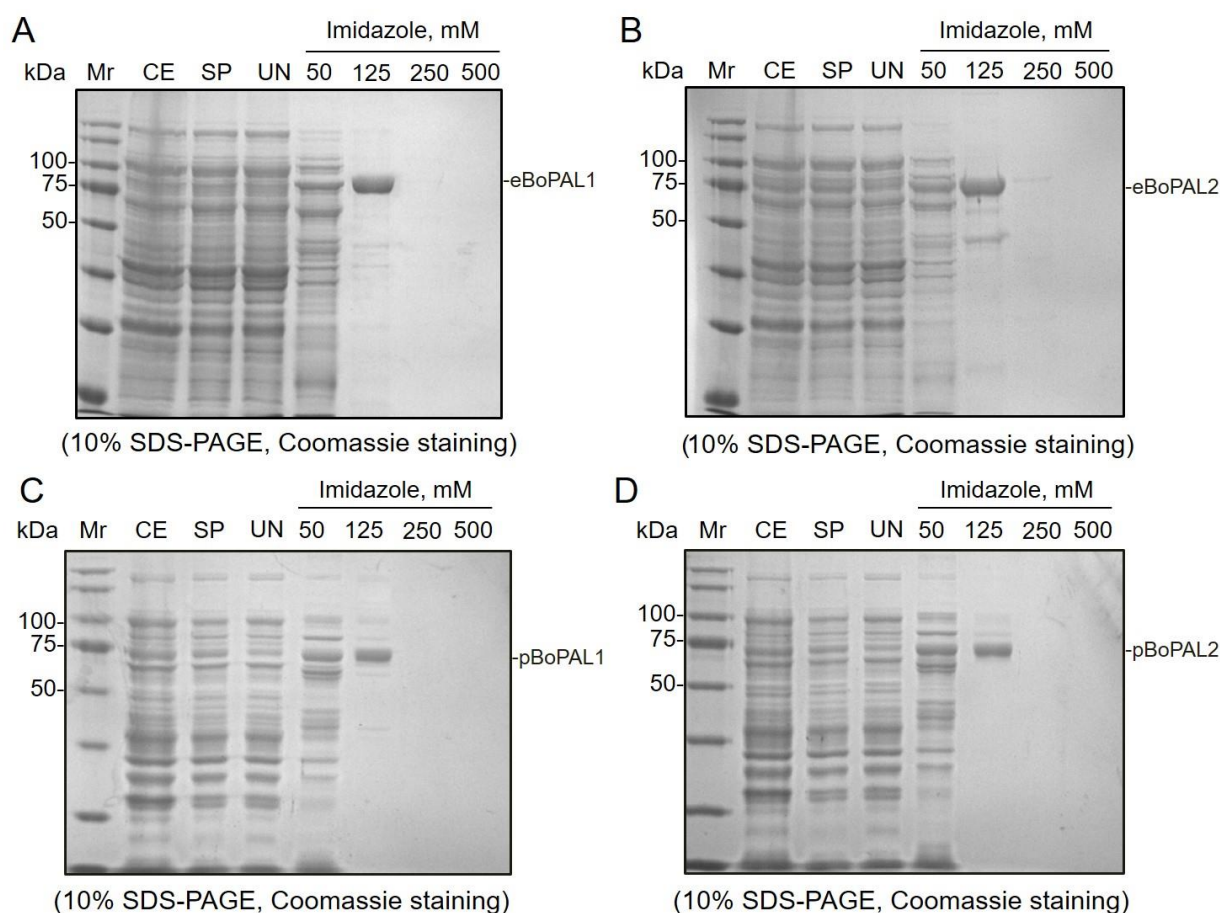 A
Imidazole, mM
kDa Mr CE SP UN 50 125 250 500
100-
75-
50-
-eBoPAL1
(10% SDS-PAGE, Coomassie staining)
B
Imidazole, mM
kDa Mr CE SP UN 50 125 250 500
100-
75-
50-
-eBoPAL2
(10% SDS-PAGE, Coomassie staining)
C
Imidazole, mM
kDa Mr CE SP UN 50 125 250 500
100-
75-
50-
-pBoPAL1
(10% SDS-PAGE, Coomassie staining)
D
Imidazole, mM
kDa Mr CE SP UN 50 125 250 500
100-
75-
50-
-pBoPAL2
(10% SDS-PAGE, Coomassie staining)